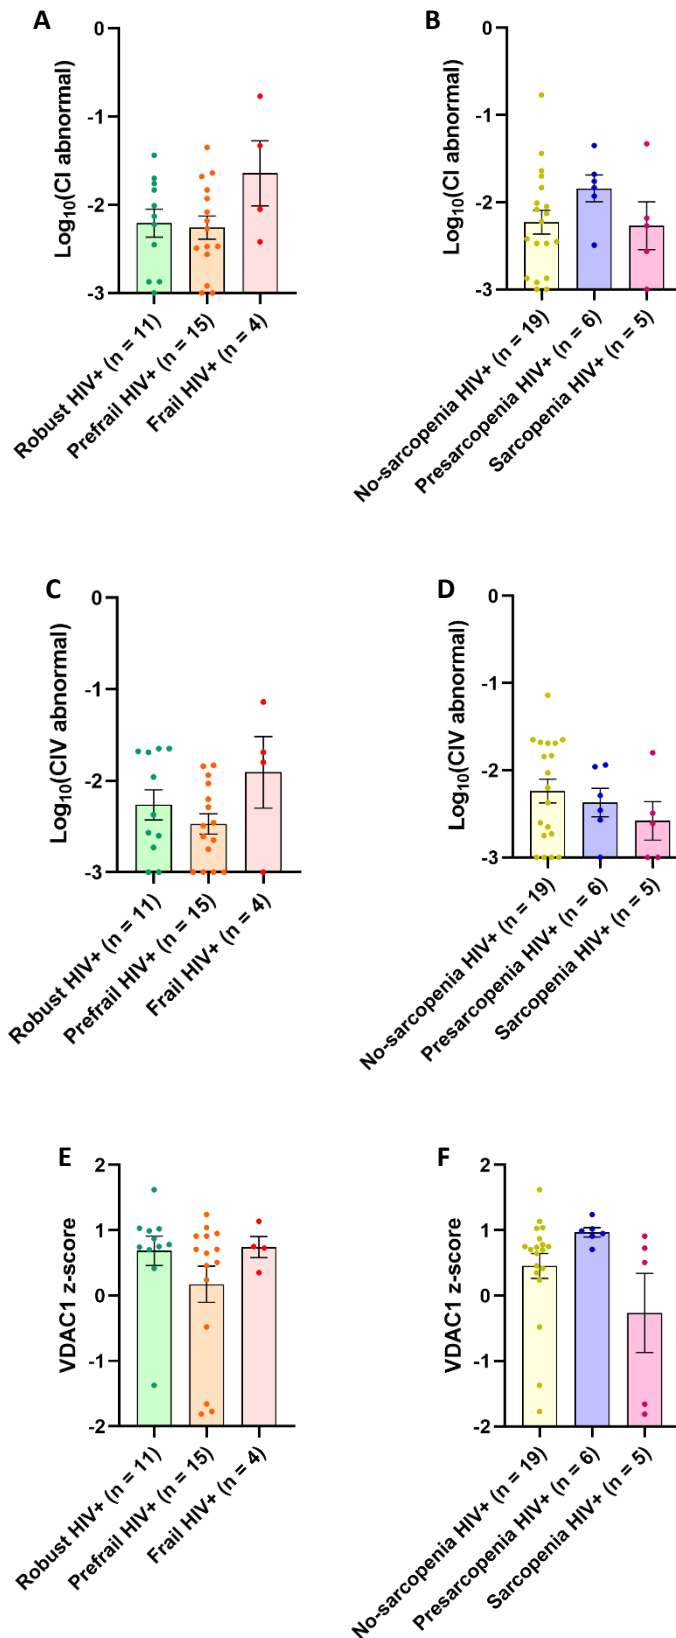 A
Log10(CI abnormal)
0
-1
-2
-3
Robust HIV+ (n = 11)
Prefrail HIV+ (n = 15)
Frail HIV+ (n = 4)
B
Log10(CI abnormal)
0
-1
-2
-3
No-sarcopenia HIV+ (n = 19)
Presarcopenia HIV+ (n = 6)
Sarcopenia HIV+ (n = 5)
C
Log10(CIV abnormal)
0
-1
-2
-3
Robust HIV+ (n = 11)
Prefrail HIV+ (n = 15)
Frail HIV+ (n = 4)
D
Log10(CIV abnormal)
0
-1
-2
-3
No-sarcopenia HIV+ (n = 19)
Presarcopenia HIV+ (n = 6)
Sarcopenia HIV+ (n = 5)
E
VDAC1 z-score
2
1
0
-1
-2
Robust HIV+ (n = 11)
Prefrail HIV+ (n = 15)
Frail HIV+ (n = 4)
F
VDAC1 z-score
2
1
0
-1
-2
No-sarcopenia HIV+ (n = 19)
Presarcopenia HIV+ (n = 6)
Sarcopenia HIV+ (n = 5)